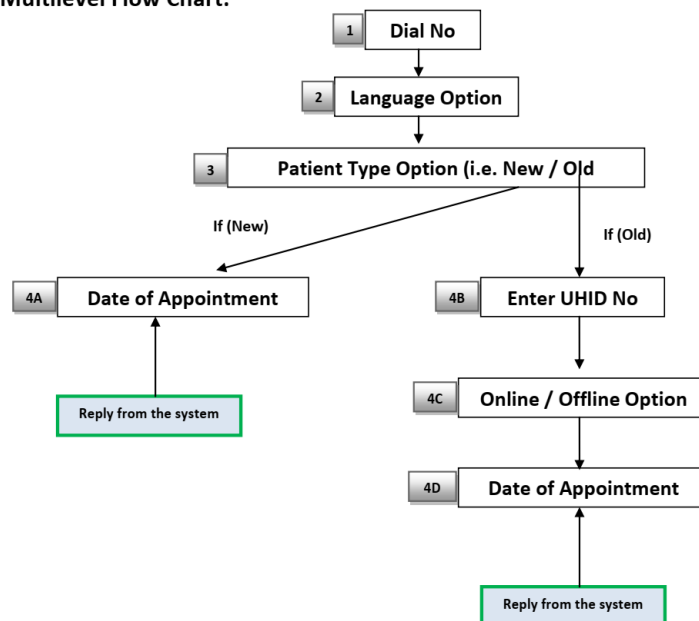 Multilevel Flow Chart:
1 Dial No
2 Language Option
3 Patient Type Option (i.e. New / Old
If (New)
If (Old)
4A Date of Appointment
4B Enter UHID No
Reply from the system
4C Online / Offline Option
4D Date of Appointment
Reply from the system